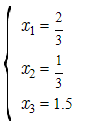 x₁ = 2/3
x₂ = 1/3
x₃ = 1.5